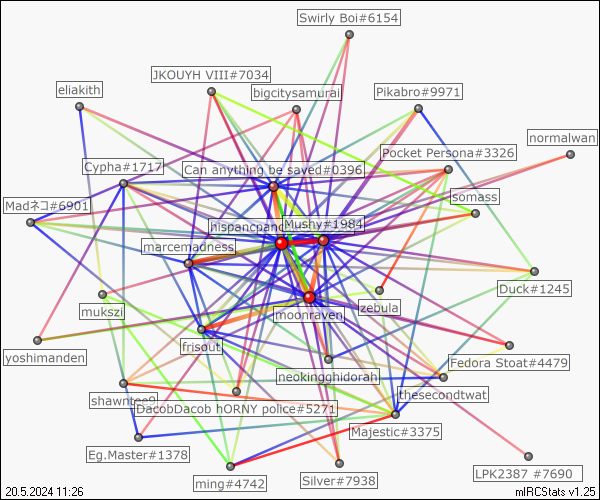 Swirly Boi#6154
JKOUYH VIII#7034
eliakith
bigcitysamurai
Pikabro#9971
normalwan
Pocket Persona#3326
Cypha#1717
Can anything be saved#0396
somass
Madネコ#6901
hispancpand
Mushy#1984
marcemadness
Duck#1245
mukszi
zebula
moonraven
frisout
yoshimanden
Fedora Stoat#4479
neokingghidorah
thesecondtwat
shawntee9
DacobDacob hORNY police#5271
Majestic#3375
Eg.Master#1378
ming#4742
Silver#7938
LPK2387 #7690
20.5.2024 11:26
mIRCStats v1.25